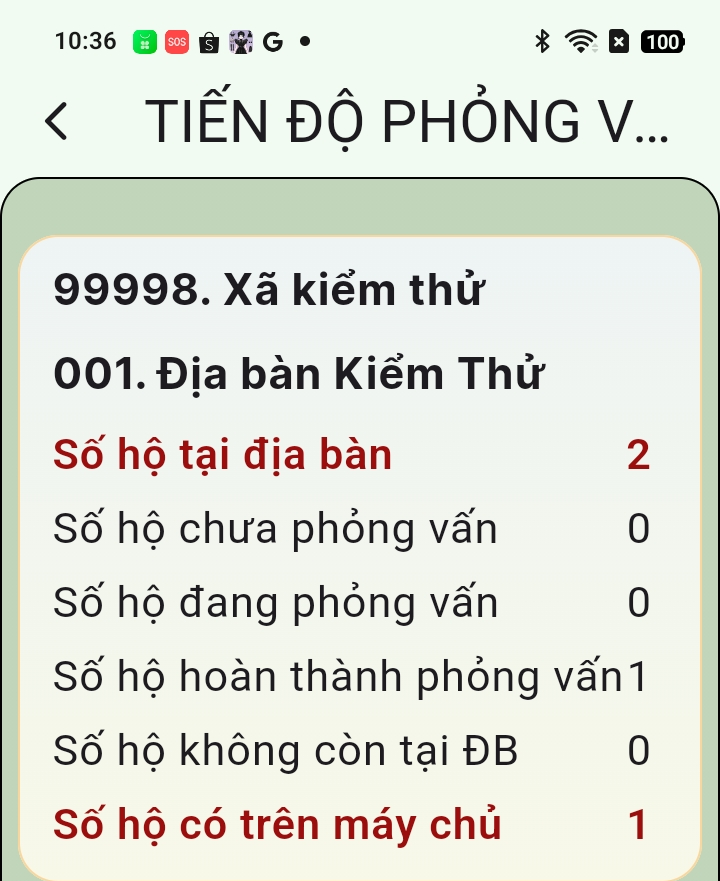 10:36
SOS
S
G
100
TIẾN ĐỘ PHỎNG V...
99998. Xã kiểm thử
001. Địa bàn Kiểm Thử
Số hộ tại địa bàn 2
Số hộ chưa phỏng vấn 0
Số hộ đang phỏng vấn 0
Số hộ hoàn thành phỏng vấn 1
Số hộ không còn tại ĐB 0
Số hộ có trên máy chủ 1